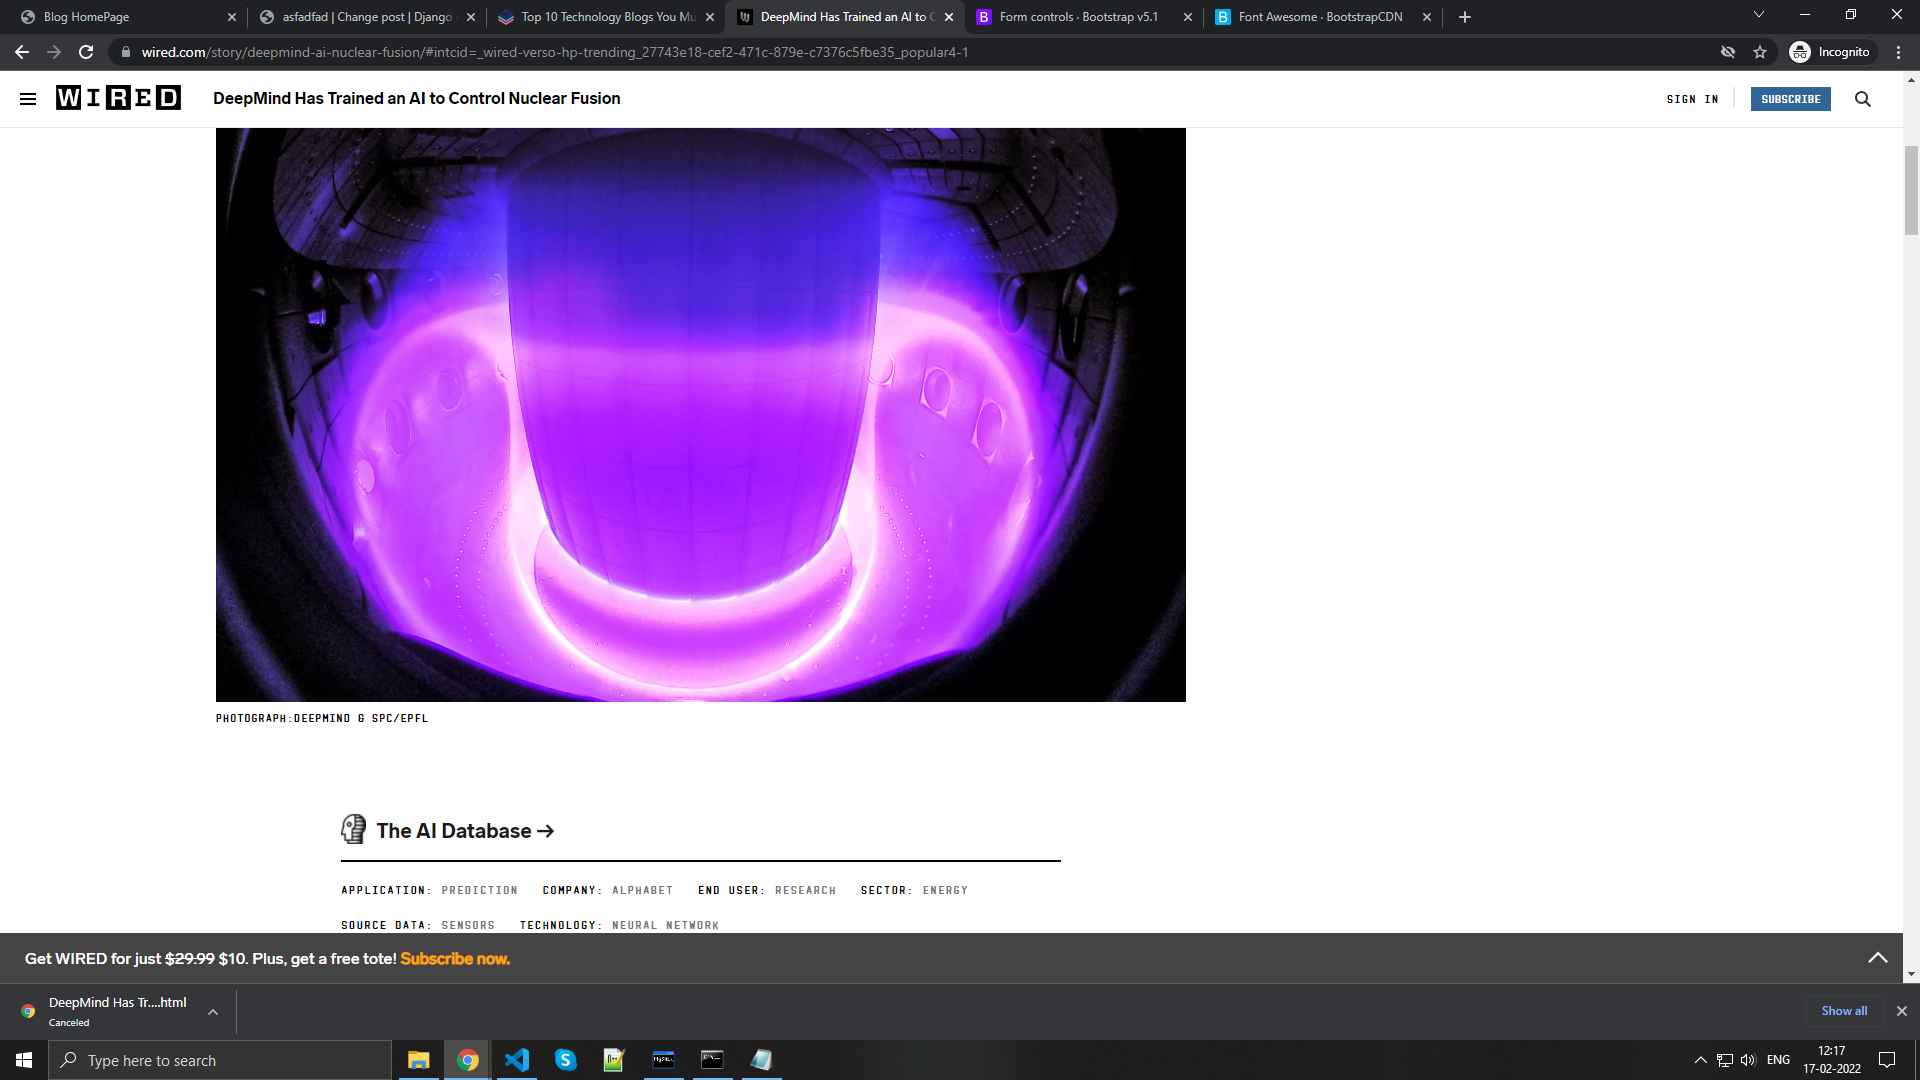 Blog HomePage
asfadfad | Change post | Django
Top 10 Technology Blogs You Mu
DeepMind Has Trained an AI to C
Form controls · Bootstrap v5.1
Font Awesome · BootstrapCDN
wired.com/story/deepmind-ai-nuclear-fusion/#intcid=_wired-verso-hp-trending_27743e18-cef2-471c-879e-c7376c5fbe35_popular4-1
Incognito
WIRED
DeepMind Has Trained an AI to Control Nuclear Fusion
SIGN IN
SUBSCRIBE
PHOTOGRAPH:DEEPMIND & SPC/EPFL
The AI Database →
APPLICATION: PREDICTION COMPANY: ALPHABET END USER: RESEARCH SECTOR: ENERGY
SOURCE DATA: SENSORS TECHNOLOGY: NEURAL NETWORK
Get WIRED for just $29.99 $10. Plus, get a free tote! Subscribe now.
DeepMind Has Tr....html
Canceled
Show all
Type here to search
ENG
12:17
17-02-2022